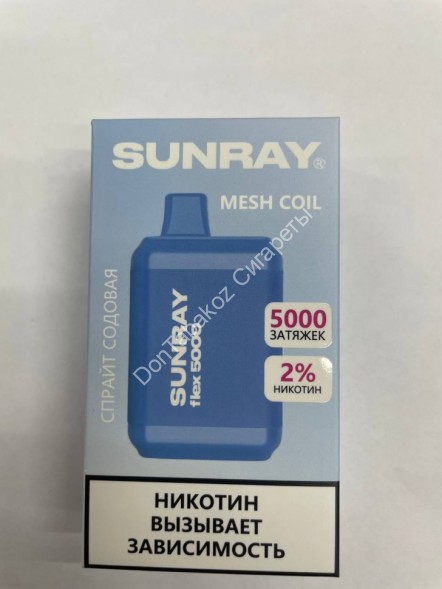 SUNRAY®
MESH COIL
СПРАЙТ СОДОВАЯ
SUNRAY
flex 5000
5000
ЗАТЯЖЕК
2%
НИКОТИН
DonTabakoz Сигареты
НИКОТИН
ВЫЗЫВАЕТ
ЗАВИСИМОСТЬ